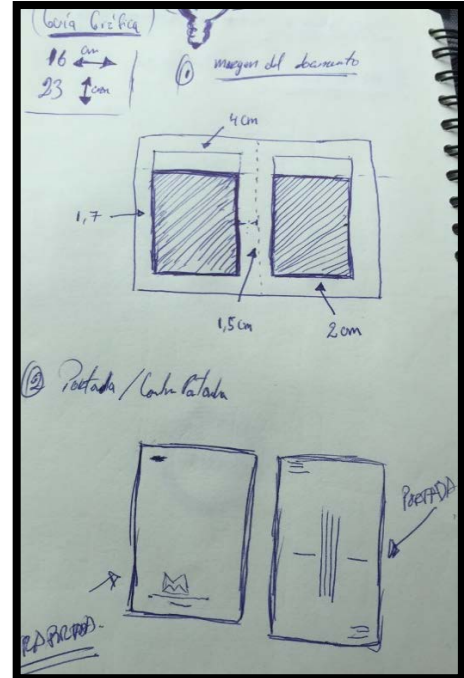 (Guía Gráfica)
16 cm
23 cm
① margen del documento
4 cm
1,7
1,5 cm
2 cm
② Portada / Contra Portada
PORTADA